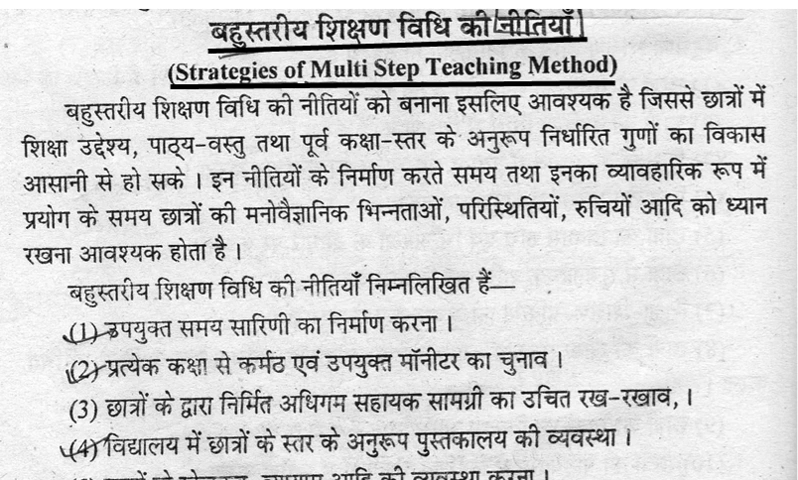 बहुस्तरीय शिक्षण विधि की नीतियाँ
(Strategies of Multi Step Teaching Method)
बहुस्तरीय शिक्षण विधि की नीतियों को बनाना इसलिए आवश्यक है जिससे छात्रों में
शिक्षा उद्देश्य, पाठ्य-वस्तु तथा पूर्व कक्षा-स्तर के अनुरूप निर्धारित गुणों का विकास
आसानी से हो सके । इन नीतियों के निर्माण करते समय तथा इनका व्यावहारिक रूप में
प्रयोग के समय छात्रों की मनोवैज्ञानिक भिन्नताओं, परिस्थितियों, रुचियों आदि को ध्यान
रखना आवश्यक होता है ।
बहुस्तरीय शिक्षण विधि की नीतियाँ निम्नलिखित हैं—
(1) उपयुक्त समय सारिणी का निर्माण करना ।
(2) प्रत्येक कक्षा से कर्मठ एवं उपयुक्त मॉनीटर का चुनाव ।
(3) छात्रों के द्वारा निर्मित अधिगम सहायक सामग्री का उचित रख-रखाव, ।
(4) विद्यालय में छात्रों के स्तर के अनुरूप पुस्तकालय की व्यवस्था ।
आदि की व्यवस्था करना ।